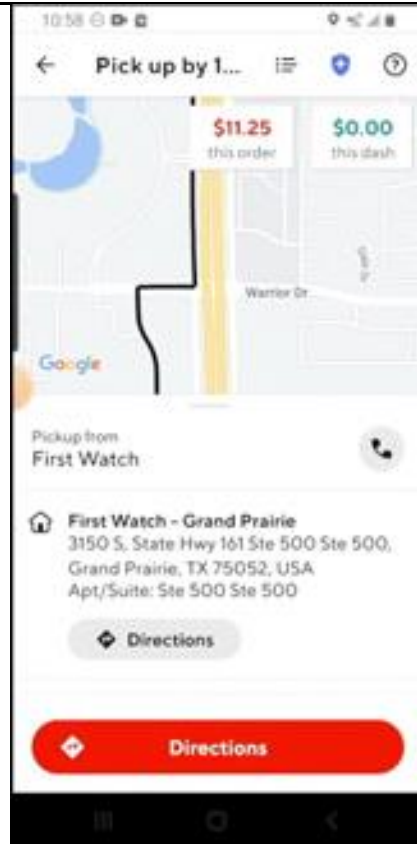 10:58
Pick up by 1...
$11.25
this order
$0.00
this dash
Warrior Dr
Google
Pickup from
First Watch
First Watch - Grand Prairie
3150 S, State Hwy 161 Ste 500 Ste 500,
Grand Prairie, TX 75052, USA
Apt/Suite: Ste 500 Ste 500
Directions
Directions